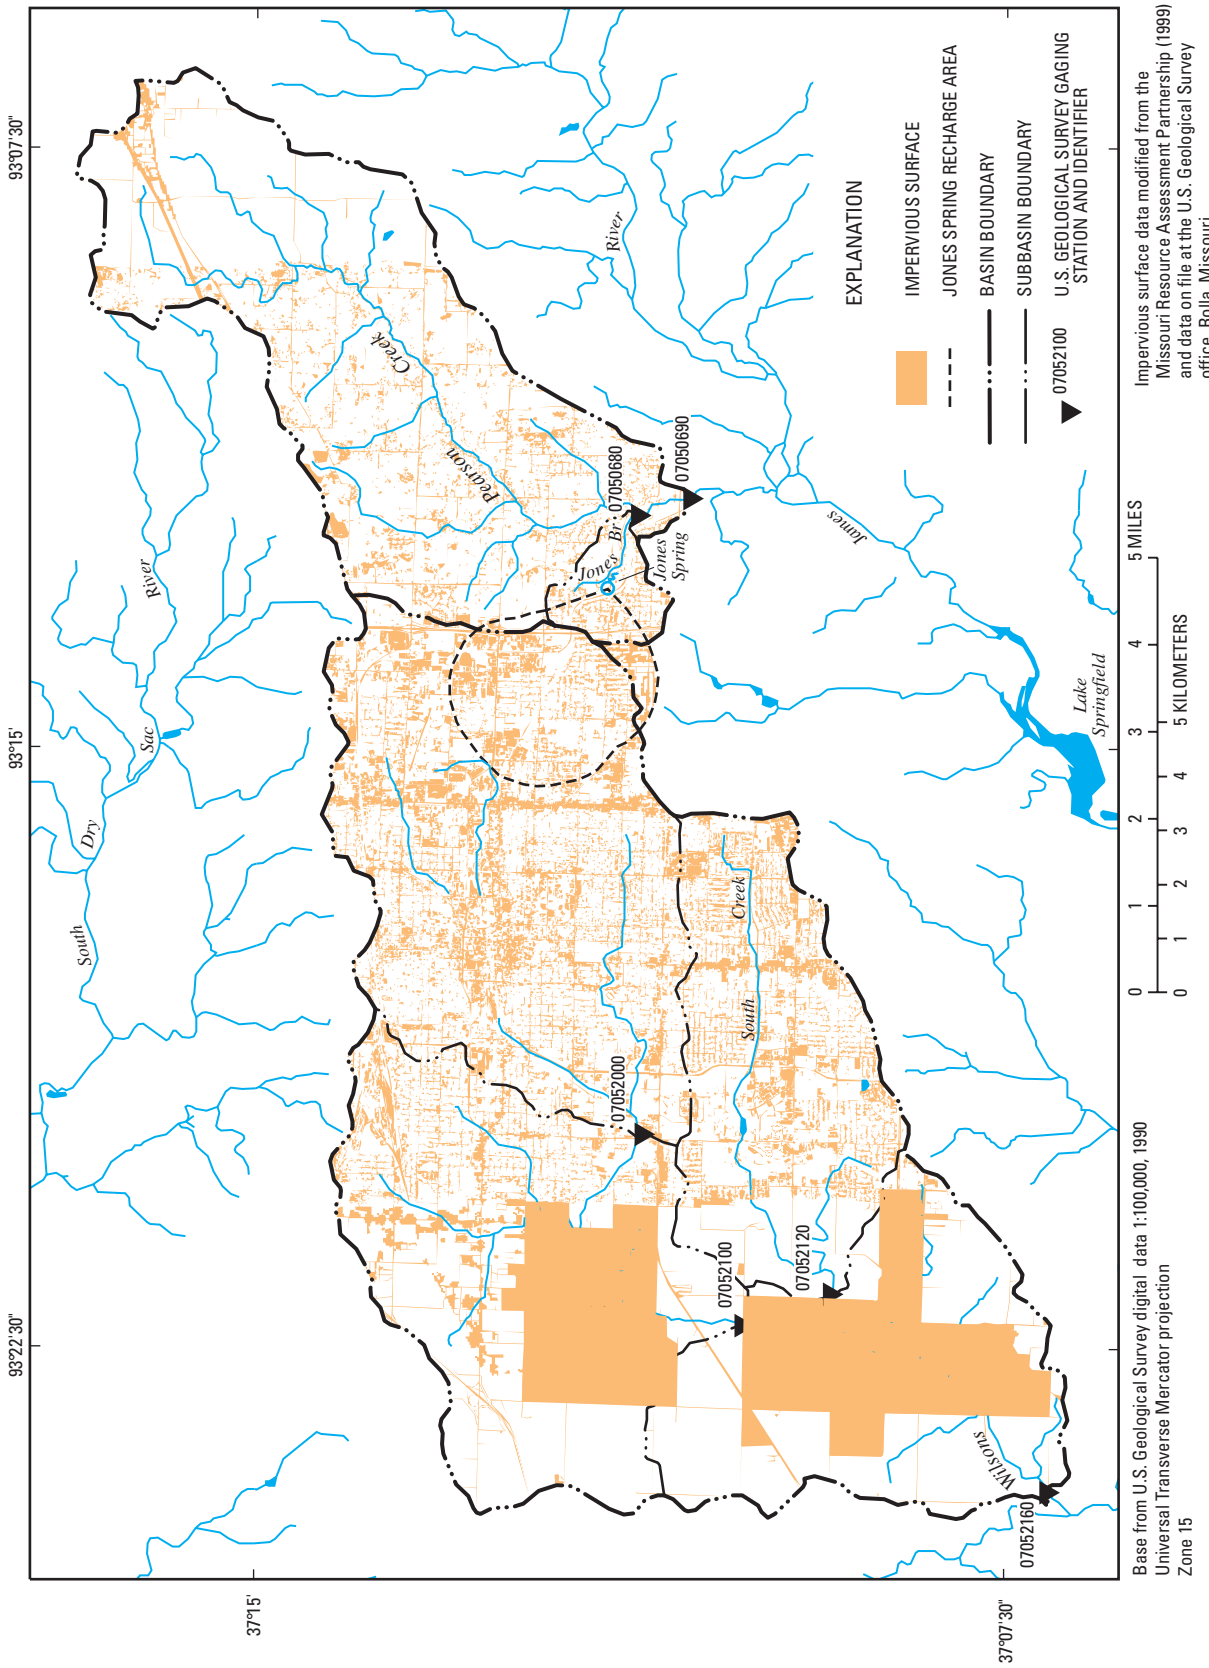 93°22'30"
93°15'
93°07'30"
37°15'
37°07'30"
South
Dry
Sac
River
Pearson
Creek
Jones Br
Jones
Spring
07050680
07050690
River
James
Lake
Springfield
07052000
South
Creek
07052100
07052120
Wilsons
07052160
EXPLANATION
IMPERVIOUS SURFACE
JONES SPRING RECHARGE AREA
BASIN BOUNDARY
SUBBASIN BOUNDARY
07052100 U.S. GEOLOGICAL SURVEY GAGING
STATION AND IDENTIFIER
Base from U.S. Geological Survey digital data 1:100,000, 1990
Universal Transverse Mercator projection
Zone 15
0 1 2 3 4 5 MILES
0 1 2 3 4 5 KILOMETERS
Impervious surface data modified from the
Missouri Resource Assessment Partnership (1999)
and data on file at the U.S. Geological Survey
office, Rolla, Missouri